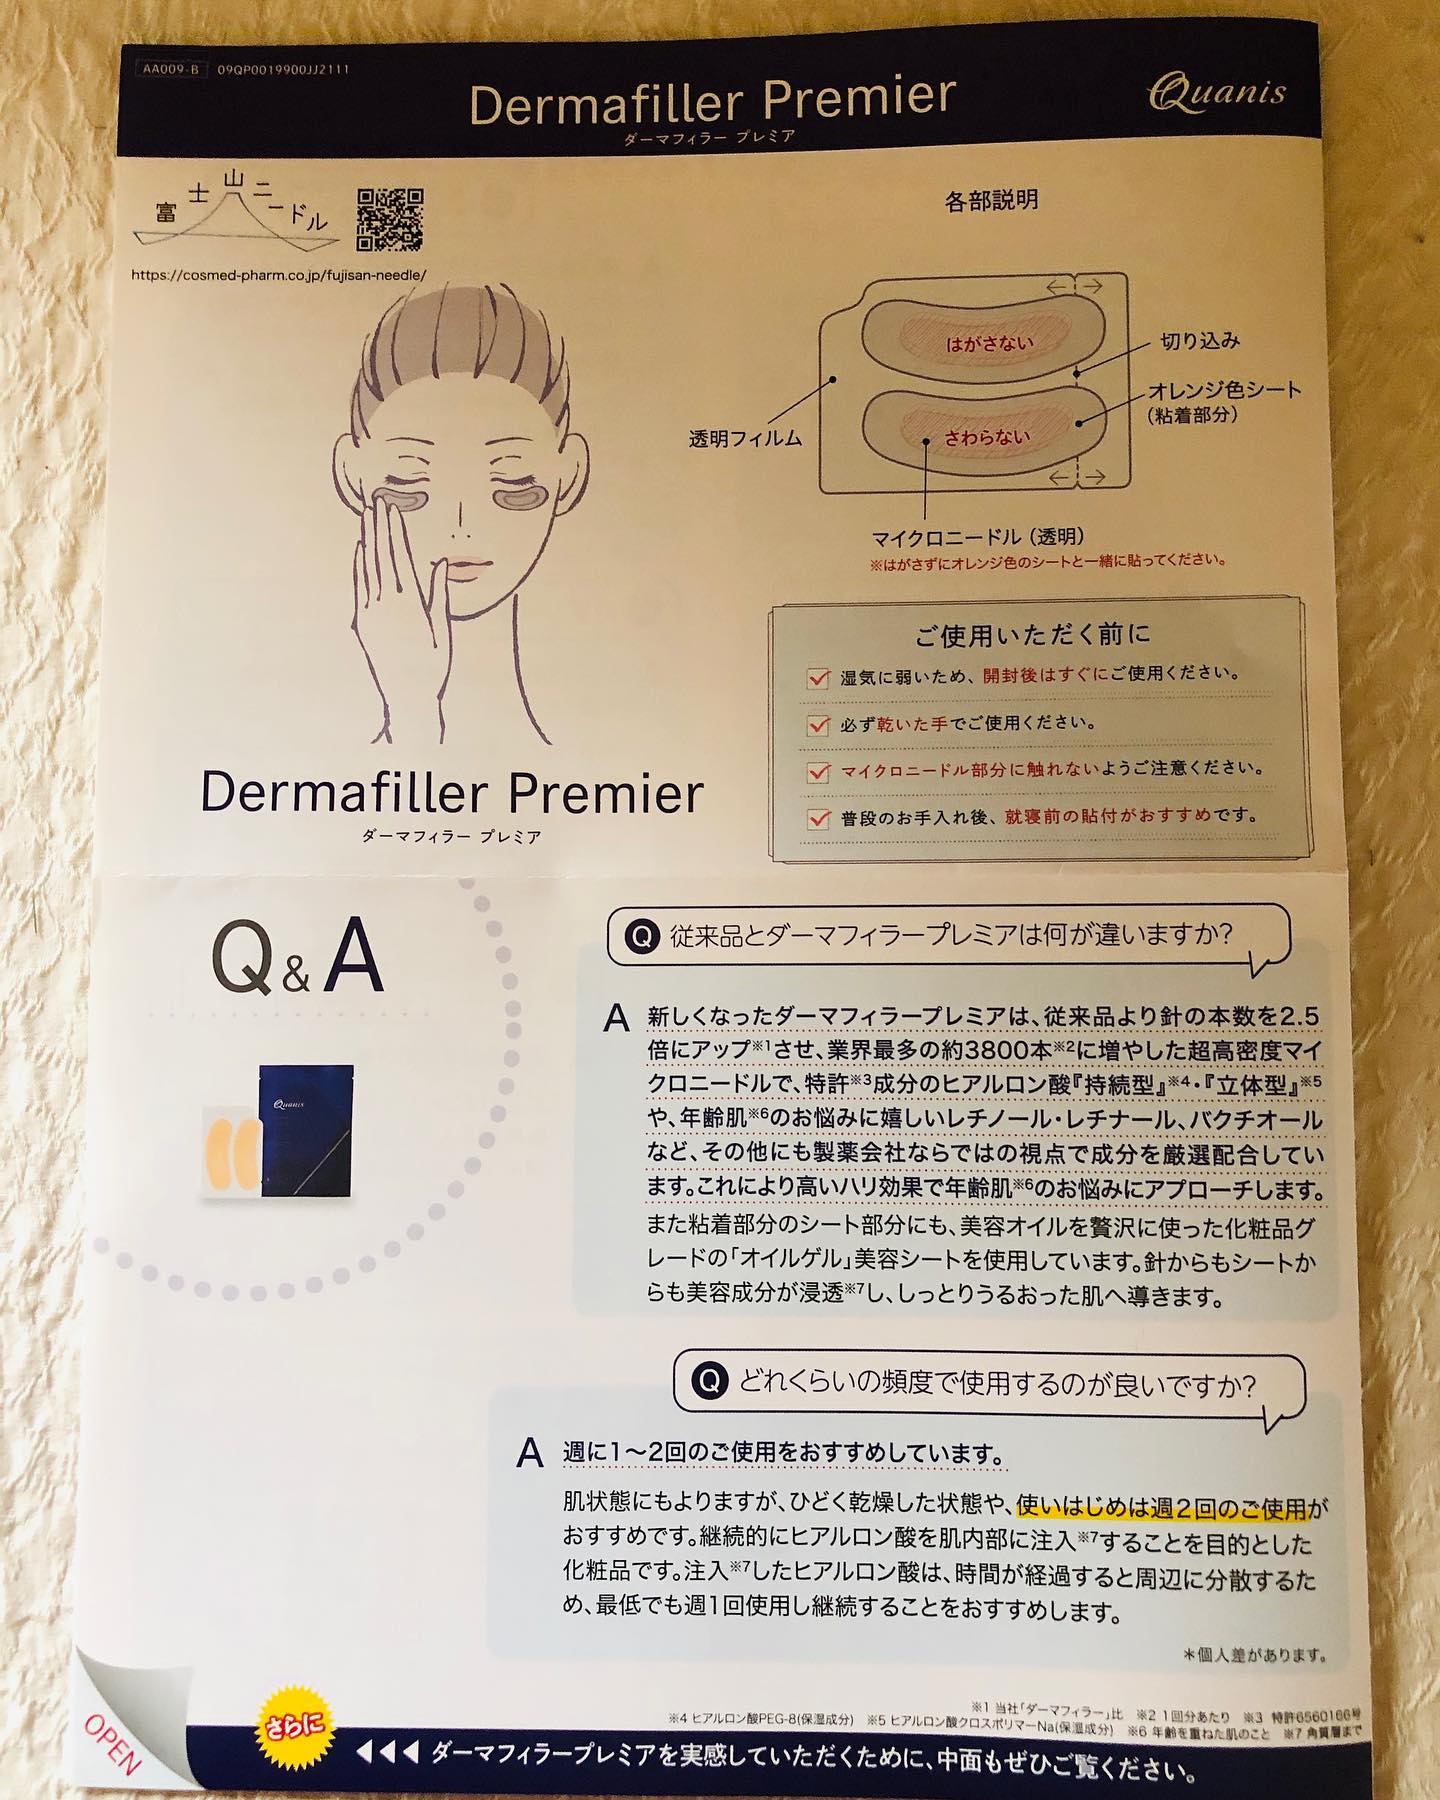 AA009-B 09QP0019900JJ2111
Dermafiller Premier
ダーマフィラー プレミア
Quanis
富士山ニードル
https://cosmed-pharm.co.jp/fujisan-needle/
各部説明
はがさない
切り込み
オレンジ色シート
(粘着部分)
さわらない
透明フィルム
マイクロニードル(透明)
※はがさずにオレンジ色のシートと一緒に貼ってください。
ご使用いただく前に
湿気に弱いため、開封後はすぐにご使用ください。
必ず乾いた手でご使用ください。
マイクロニードル部分に触れないようご注意ください。
普段のお手入れ後、就寝前の貼付がおすすめです。
Dermafiller Premier
ダーマフィラー プレミア
Q&A
Quanis
Q 従来品とダーマフィラープレミアは何が違いますか?
A 新しくなったダーマフィラープレミアは、従来品より針の本数を2.5
倍にアップ※1させ、業界最多の約3800本※2に増やした超高密度マイ
クロニードルで、特許※3成分のヒアルロン酸『持続型』※4・『立体型』※5
や、年齢肌※6のお悩みに嬉しいレチノール・レチナール、バクチオール
など、その他にも製薬会社ならではの視点で成分を厳選配合してい
ます。これにより高いハリ効果で年齢肌※6のお悩みにアプローチします。
また粘着部分のシート部分にも、美容オイルを贅沢に使った化粧品グ
レードの「オイルゲル」美容シートを使用しています。針からもシートか
らも美容成分が浸透※7し、しっとりうるおった肌へ導きます。
Q どれくらいの頻度で使用するのが良いですか?
A 週に1〜2回のご使用をおすすめしています。
肌状態にもよりますが、ひどく乾燥した状態や、使いはじめは週2回のご使用が
おすすめです。継続的にヒアルロン酸を肌内部に注入※7することを目的とした
化粧品です。注入※7したヒアルロン酸は、時間が経過すると周辺に分散するた
め、最低でも週1回使用し継続することをおすすめします。
*個人差があります。
※1 当社「ダーマフィラー」比 ※2 1回分あたり ※3 特許6560166号
※4 ヒアルロン酸PEG-8(保湿成分) ※5 ヒアルロン酸クロスポリマーNa(保湿成分) ※6 年齢を重ねた肌のこと ※7 角質層まで
OPEN
さらに
◀◀◀ ダーマフィラープレミアを実感していただくために、中面もぜひご覧ください。